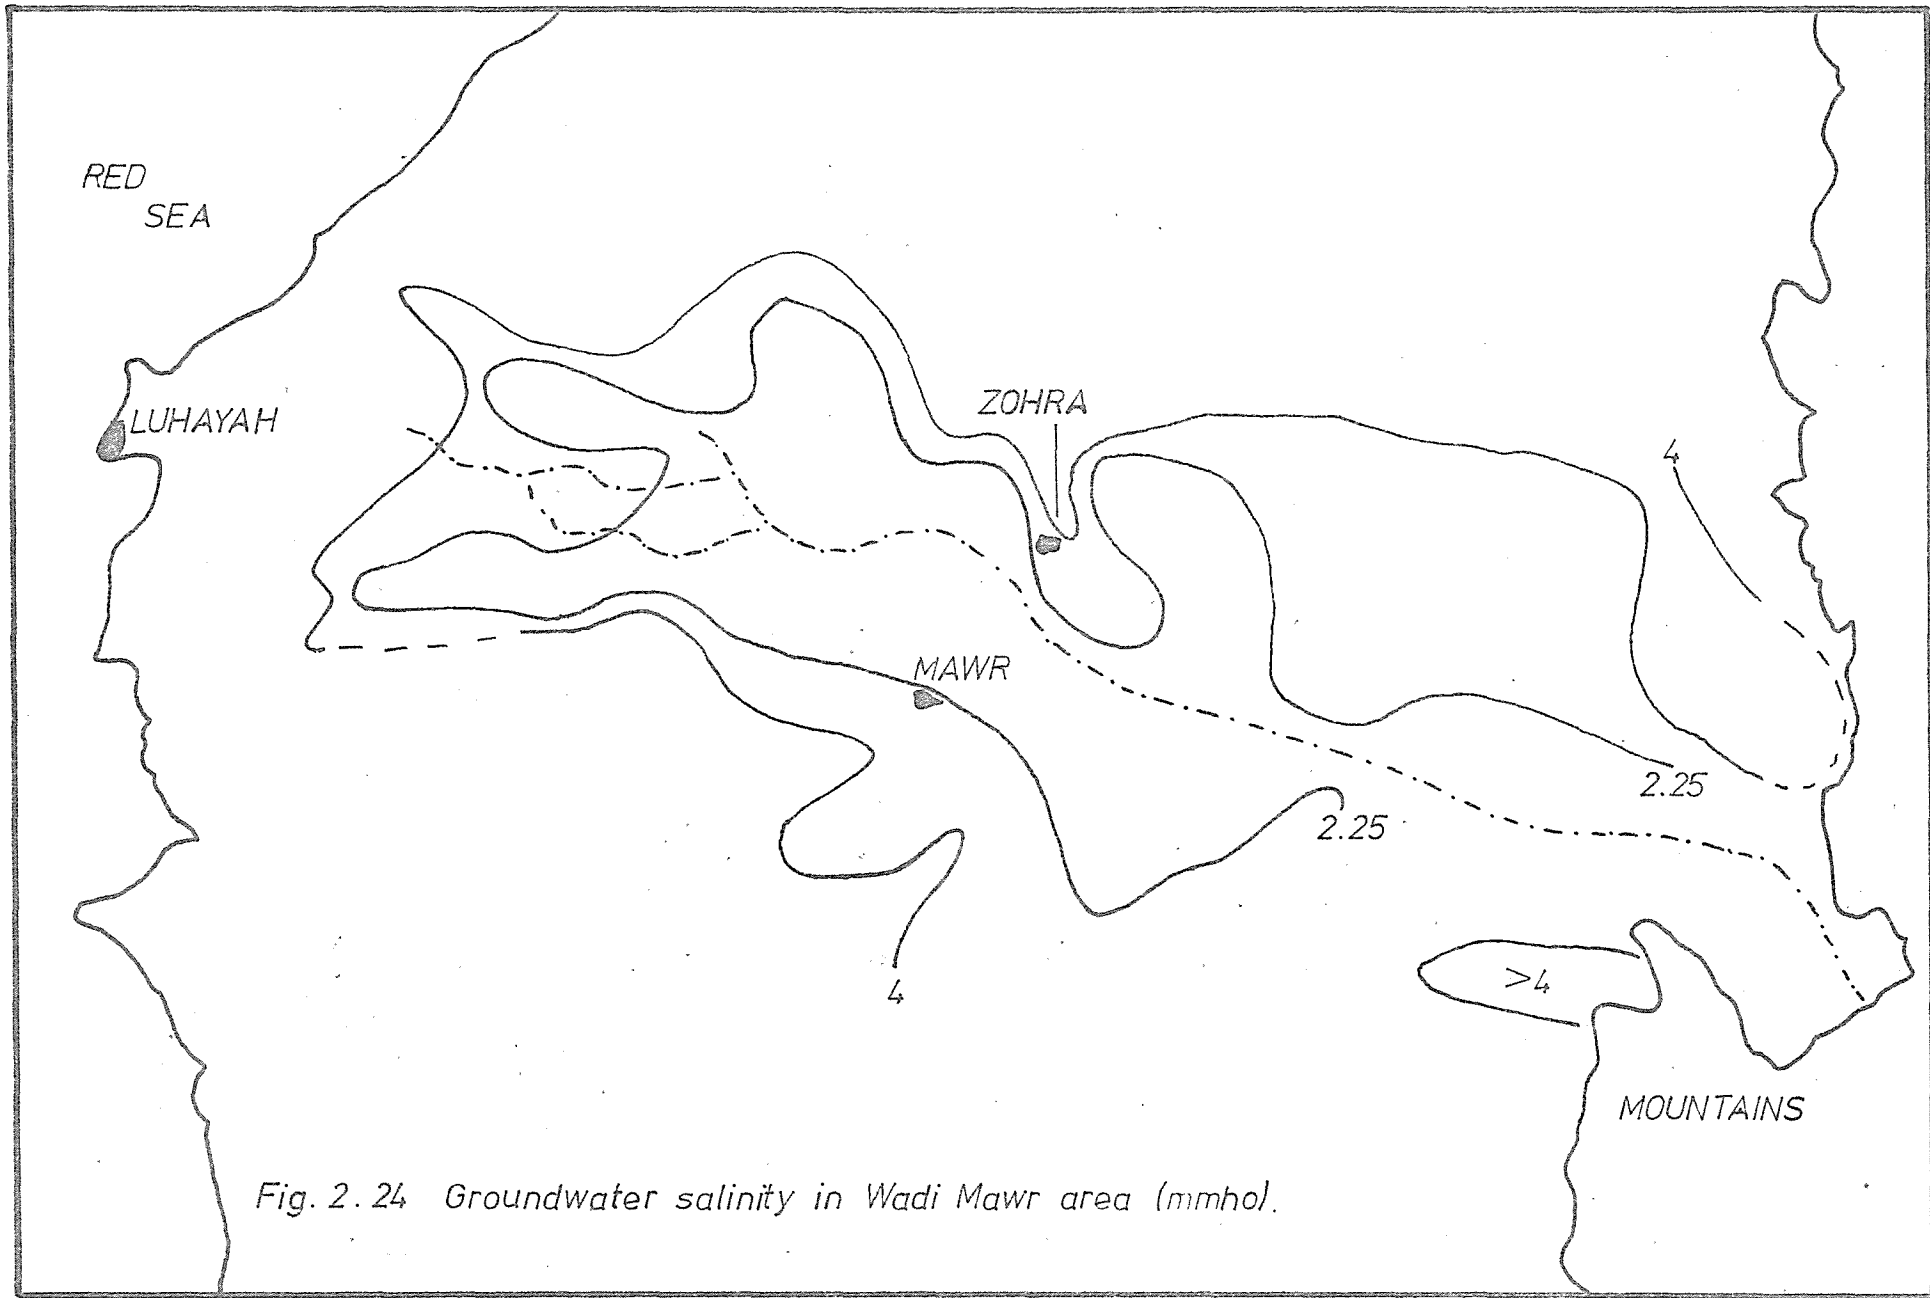 RED
SEA
LUHAYAH
ZOHRA
4
MAWR
2.25
2.25
>4
4
MOUNTAINS
Fig. 2.24 Groundwater salinity in Wadi Mawr area (mmho).